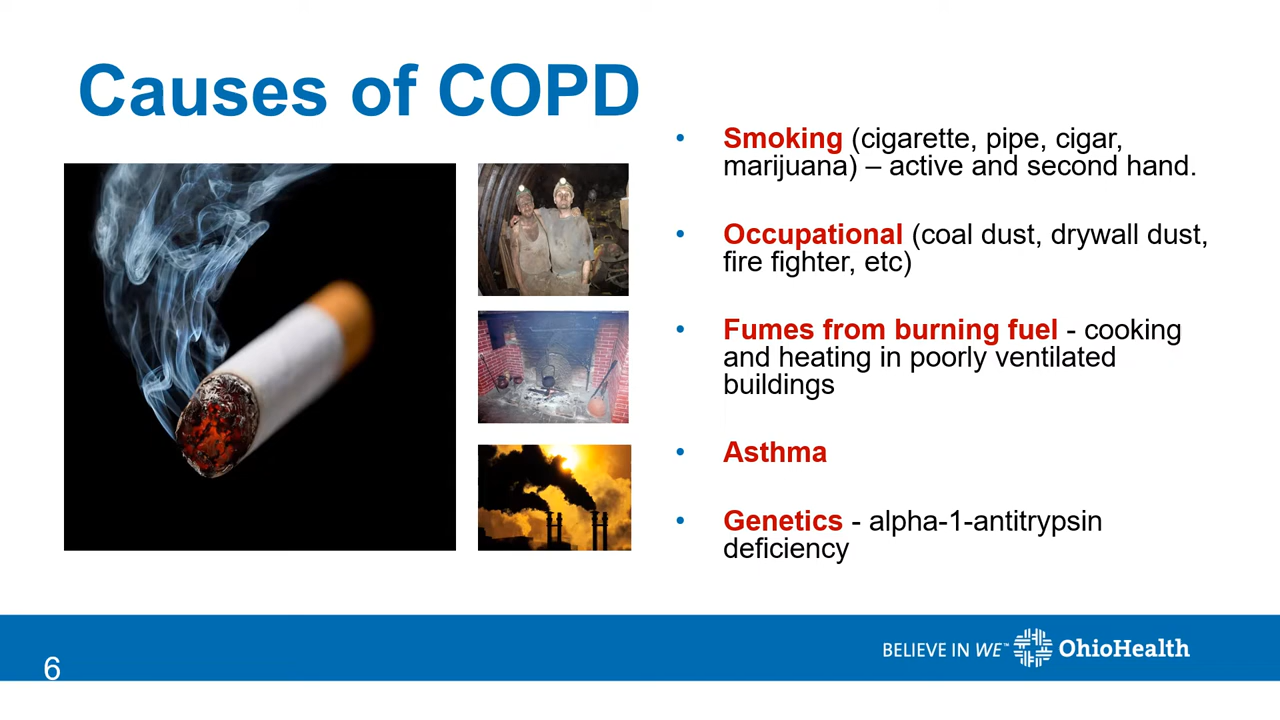 Causes of COPD
• Smoking (cigarette, pipe, cigar,
marijuana) – active and second hand.
• Occupational (coal dust, drywall dust,
fire fighter, etc)
• Fumes from burning fuel - cooking
and heating in poorly ventilated
buildings
• Asthma
• Genetics - alpha-1-antitrypsin
deficiency
BELIEVE IN WE™ OhioHealth
6